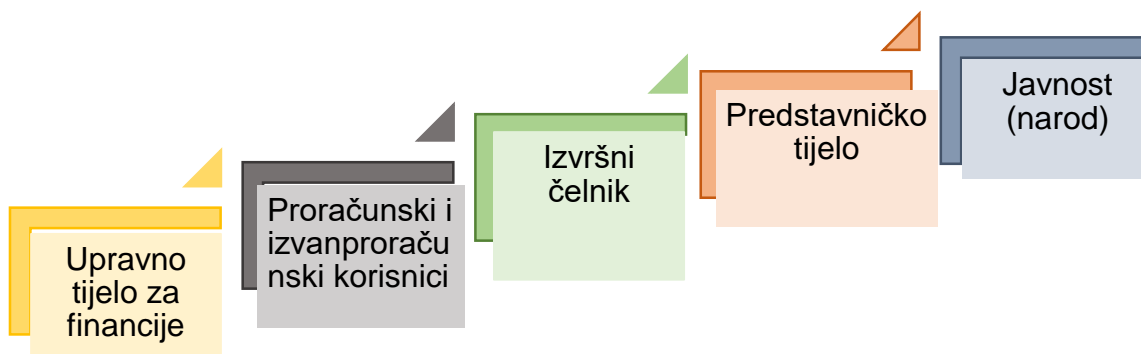 Upravno
tijelo za
financije
Proračunski i
izvanproraču
nski korisnici
Izvršni
čelnik
Predstavničko
tijelo
Javnost
(narod)